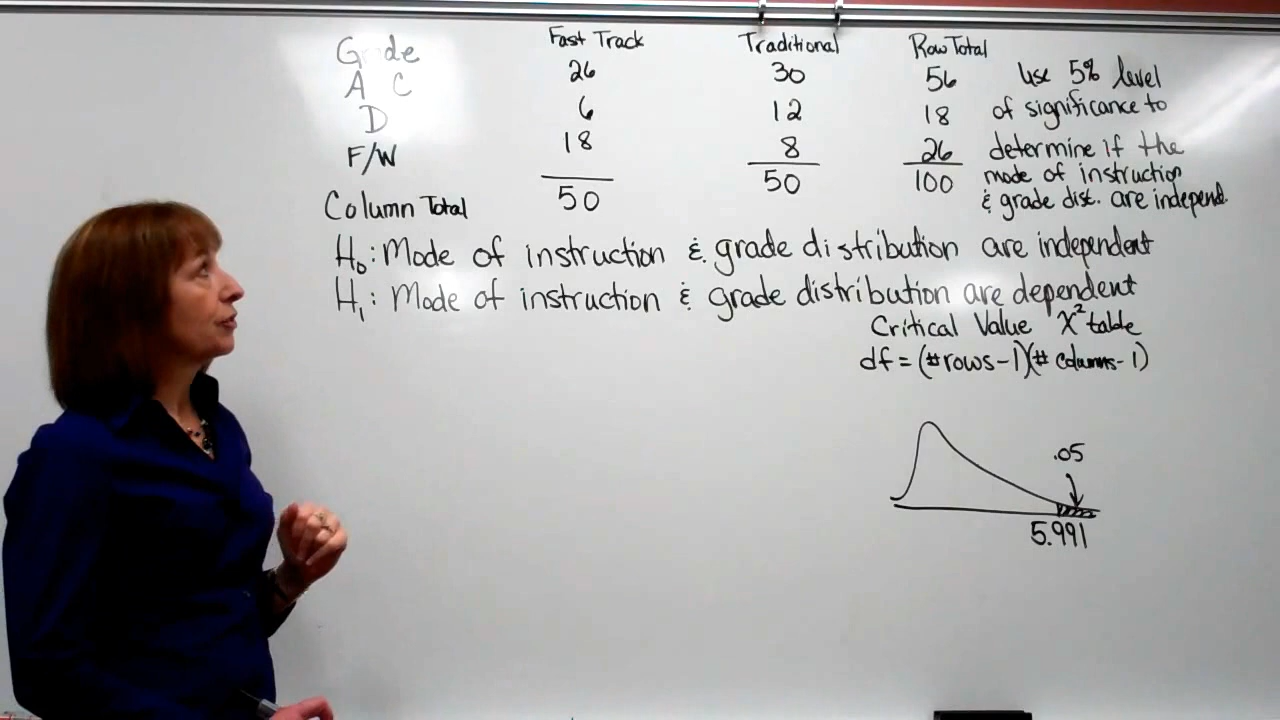 Grade Fast Track Traditional Row Total
A C 26 30 56 use 5% level
D 6 12 18 of significance to
F/W 18 8 26 determine if the
Column Total 50 50 100 mode of instruction
& grade dist. are independ.
H₀: Mode of instruction & grade distribution are independent
H₁: Mode of instruction & grade distribution are dependent
Critical Value X² table
df = (#rows-1)(# columns-1)
.05
5.991